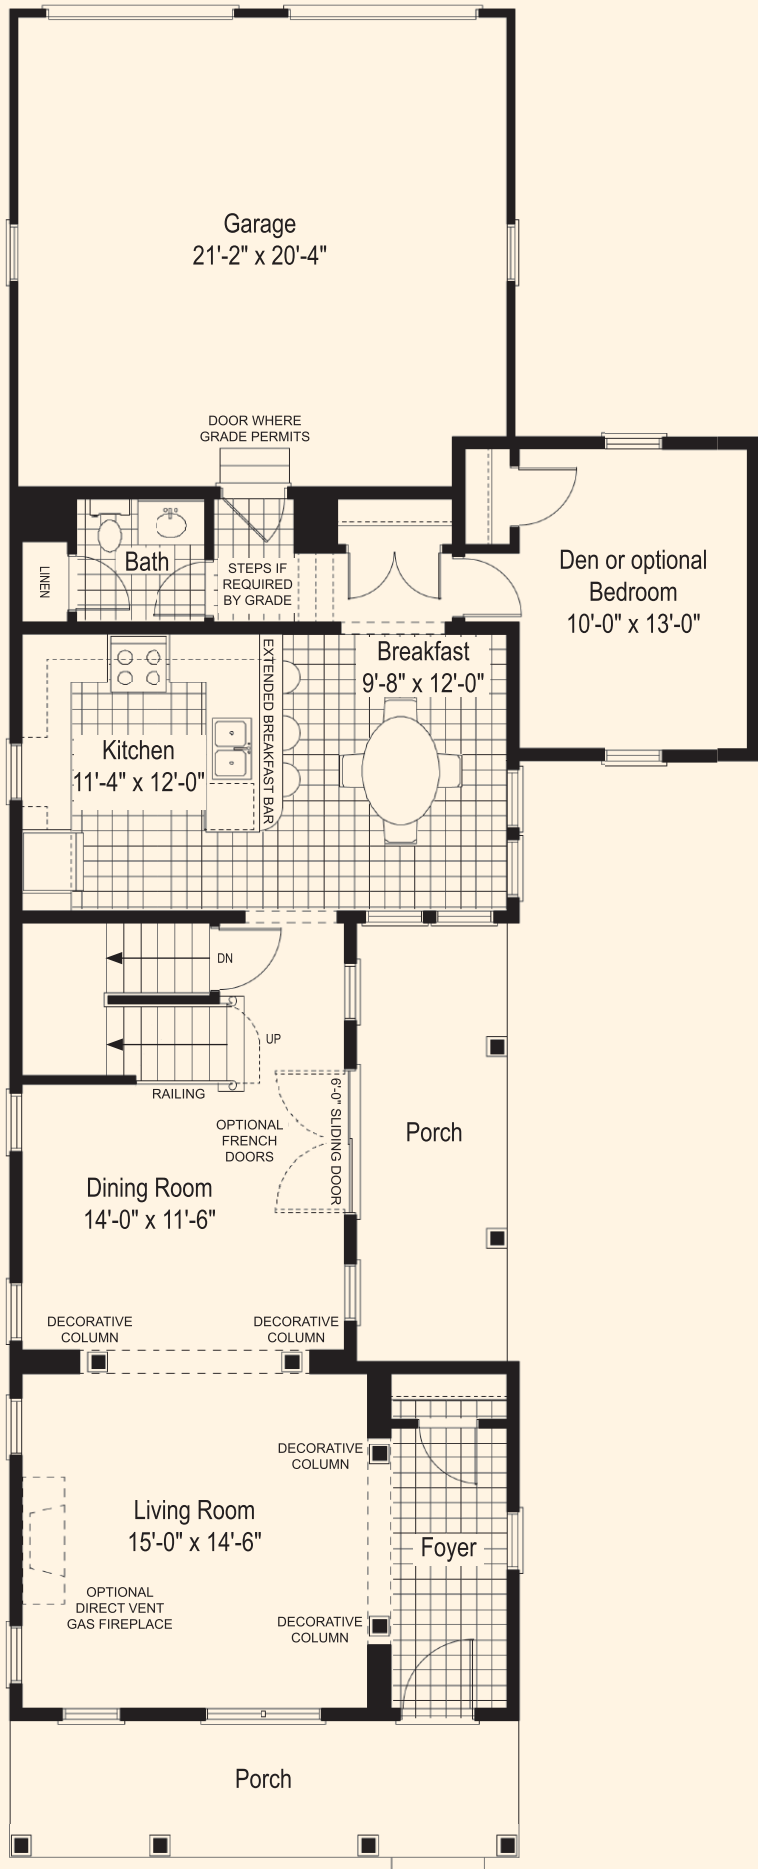 Garage
21'-2" x 20'-4"
DOOR WHERE
GRADE PERMITS
Bath
LINEN
STEPS IF
REQUIRED
BY GRADE
Den or optional
Bedroom
10'-0" x 13'-0"
Breakfast
9'-8" x 12'-0"
EXTENDED BREAKFAST BAR
Kitchen
11'-4" x 12'-0"
DN
UP
RAILING
OPTIONAL
FRENCH
DOORS
6'-0" SLIDING DOOR
Porch
Dining Room
14'-0" x 11'-6"
DECORATIVE
COLUMN
DECORATIVE
COLUMN
DECORATIVE
COLUMN
Living Room
15'-0" x 14'-6"
Foyer
OPTIONAL
DIRECT VENT
GAS FIREPLACE
DECORATIVE
COLUMN
Porch